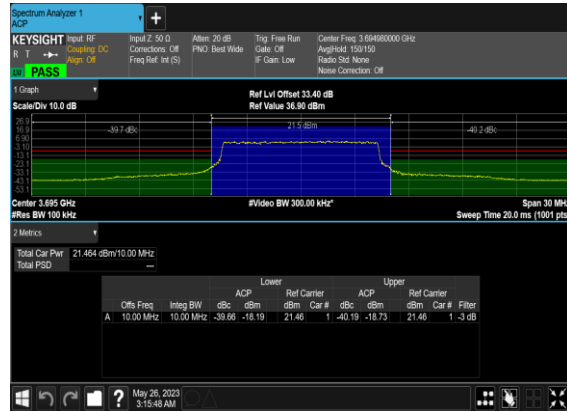 Spectrum Analyzer 1
ACP
+
KEYSIGHT
R T
Input: RF
Coupling: DC
Align: Off
Input Z: 50 Ω
Corrections: Off
Freq Ref: Int (S)
Atten: 20 dB
PNO: Best Wide
Trig: Free Run
Gate: Off
IF Gain: Low
Center Freq: 3.694980000 GHz
Avg|Hold: 150/150
Radio Std: None
Noise Correction: Off
PASS
1 Graph
Scale/Div 10.0 dB
Ref Lvl Offset 33.40 dB
Ref Value 36.90 dBm
26.9
16.9
6.90
-3.10
-13.1
-23.1
-33.1
-43.1
-53.1
-39.7 dBc
21.5 dBm
-40.2 dBc
Center 3.695 GHz
#Video BW 300.00 kHz*
Span 30 MHz
#Res BW 100 kHz
Sweep Time 20.0 ms (1001 pts
2 Metrics
Total Car Pwr 21.464 dBm/10.00 MHz
Total PSD —
Lower Upper
ACP Ref Carrier ACP Ref Carrier
Offs Freq Integ BW dBc dBm dBm Car # dBc dBm dBm Car # Filter
A 10.00 MHz 10.00 MHz -39.66 -18.19 21.46 1 -40.19 -18.73 21.46 1 -3 dB
?
May 26, 2023
3:15:48 AM